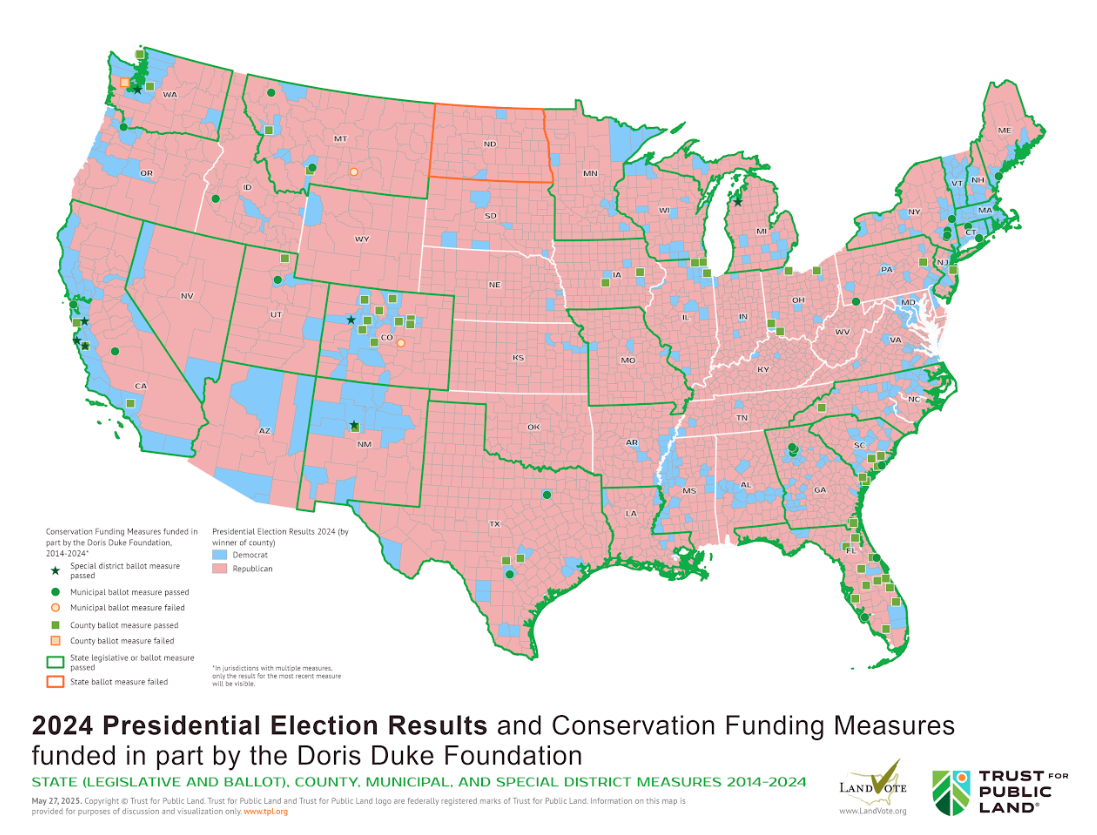 WA
MT
ND
ME
OR
ID
MN
VT
NH
SD
WI
NY
MA
WY
MI
CT
IA
PA
NJ
NE
NV
OH
UT
IL
IN
MD
CO
WV
VA
KS
MO
KY
CA
NC
TN
AZ
OK
NM
AR
SC
MS
AL
GA
TX
LA
FL
Conservation Funding Measures funded in
part by the Doris Duke Foundation,
2014-2024*
Special district ballot measure
passed
Municipal ballot measure passed
Municipal ballot measure failed
County ballot measure passed
County ballot measure failed
State legislative or ballot measure
passed
State ballot measure failed
Presidential Election Results 2024 (by
winner of county)
Democrat
Republican
*In jurisdictions with multiple measures,
only the result for the most recent measure
will be visible.
2024 Presidential Election Results and Conservation Funding Measures
funded in part by the Doris Duke Foundation
STATE (LEGISLATIVE AND BALLOT), COUNTY, MUNICIPAL, AND SPECIAL DISTRICT MEASURES 2014-2024
May 27, 2025. Copyright © Trust for Public Land. Trust for Public Land and Trust for Public Land logo are federally registered marks of Trust for Public Land. Information on this map is
provided for purposes of discussion and visualization only. www.tpl.org
LANDVOTE
www.LandVote.org
TRUST FOR
PUBLIC
LAND®